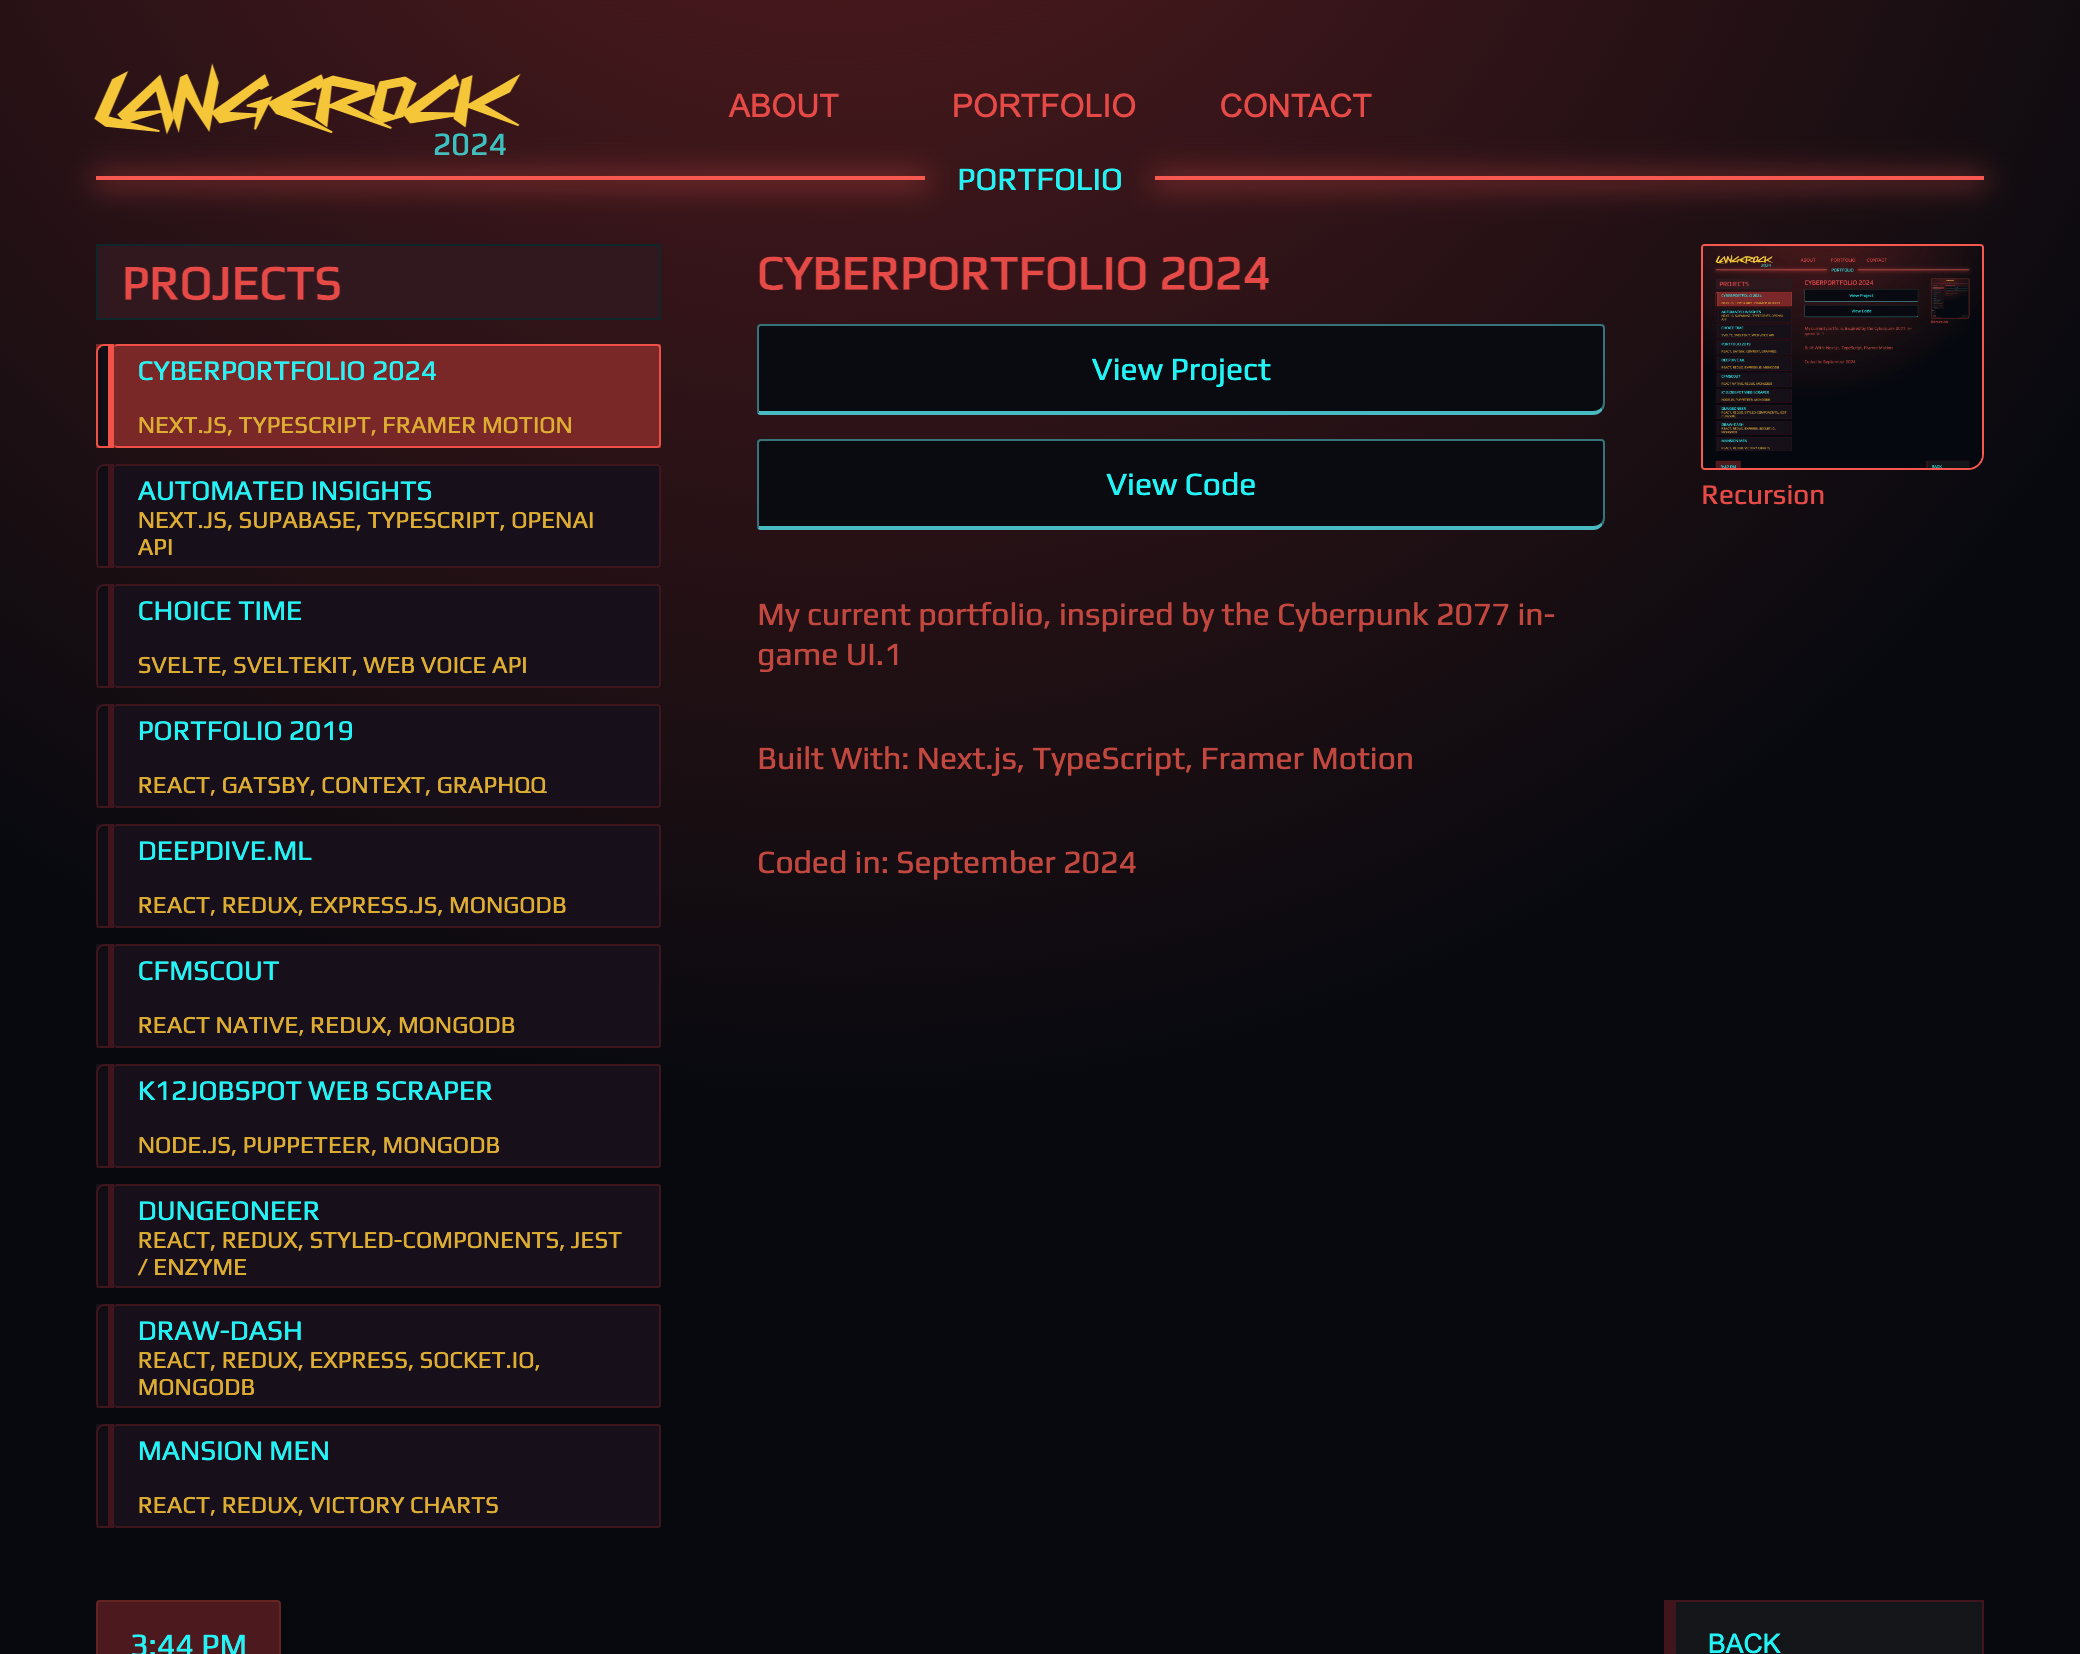 LANGEROCK
2024
ABOUT PORTFOLIO CONTACT
PORTFOLIO
PROJECTS
CYBERPORTFOLIO 2024
NEXT.JS, TYPESCRIPT, FRAMER MOTION
AUTOMATED INSIGHTS
NEXT.JS, SUPABASE, TYPESCRIPT, OPENAI
API
CHOICE TIME
SVELTE, SVELTEKIT, WEB VOICE API
PORTFOLIO 2019
REACT, GATSBY, CONTEXT, GRAPHQQ
DEEPDIVE.ML
REACT, REDUX, EXPRESS.JS, MONGODB
CFMSCOUT
REACT NATIVE, REDUX, MONGODB
K12JOBSPOT WEB SCRAPER
NODE.JS, PUPPETEER, MONGODB
DUNGEONEER
REACT, REDUX, STYLED-COMPONENTS, JEST
/ ENZYME
DRAW-DASH
REACT, REDUX, EXPRESS, SOCKET.IO,
MONGODB
MANSION MEN
REACT, REDUX, VICTORY CHARTS
CYBERPORTFOLIO 2024
View Project
View Code
My current portfolio, inspired by the Cyberpunk 2077 in-
game UI.1
Built With: Next.js, TypeScript, Framer Motion
Coded in: September 2024
Recursion
3:44 PM
BACK